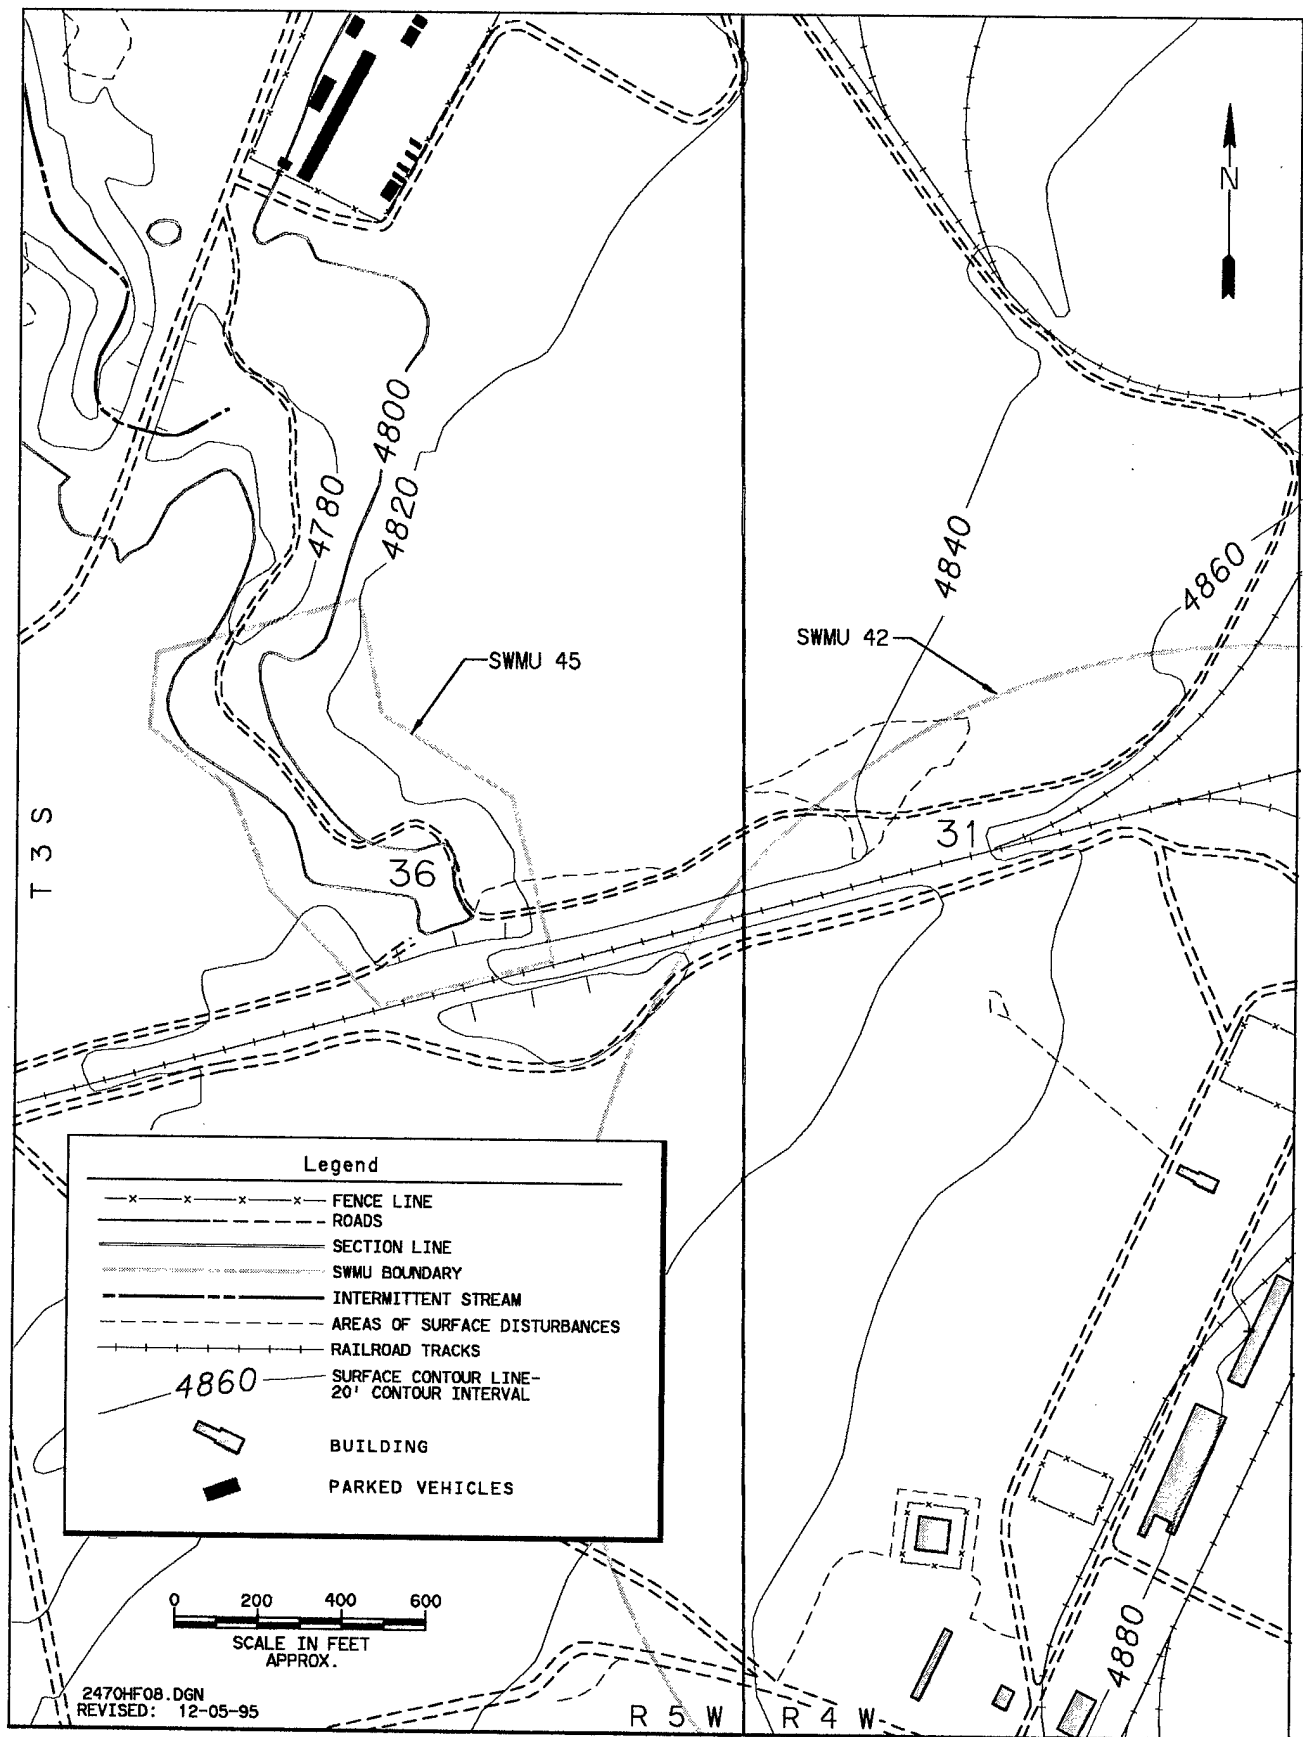 N
4800
4780
4820
4840
4860
SWMU 42
SWMU 45
T 3 S
31
36
Legend
FENCE LINE
ROADS
SECTION LINE
SWMU BOUNDARY
INTERMITTENT STREAM
AREAS OF SURFACE DISTURBANCES
RAILROAD TRACKS
4860
SURFACE CONTOUR LINE-
20' CONTOUR INTERVAL
BUILDING
PARKED VEHICLES
0 200 400 600
SCALE IN FEET
APPROX.
4880
2470HF08.DGN
REVISED: 12-05-95
R 5 W
R 4 W